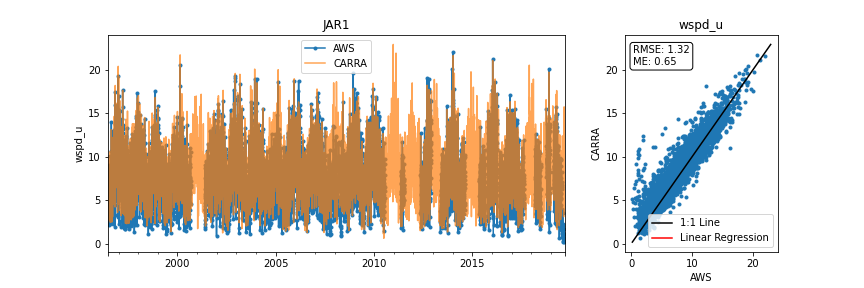 JAR1
wspd_u
AWS
CARRA
wspd_u
20
15
10
5
0
2000
2005
2010
2015
wspd_u
RMSE: 1.32
ME: 0.65
CARRA
20
15
10
5
0
1:1 Line
Linear Regression
0
10
20
AWS